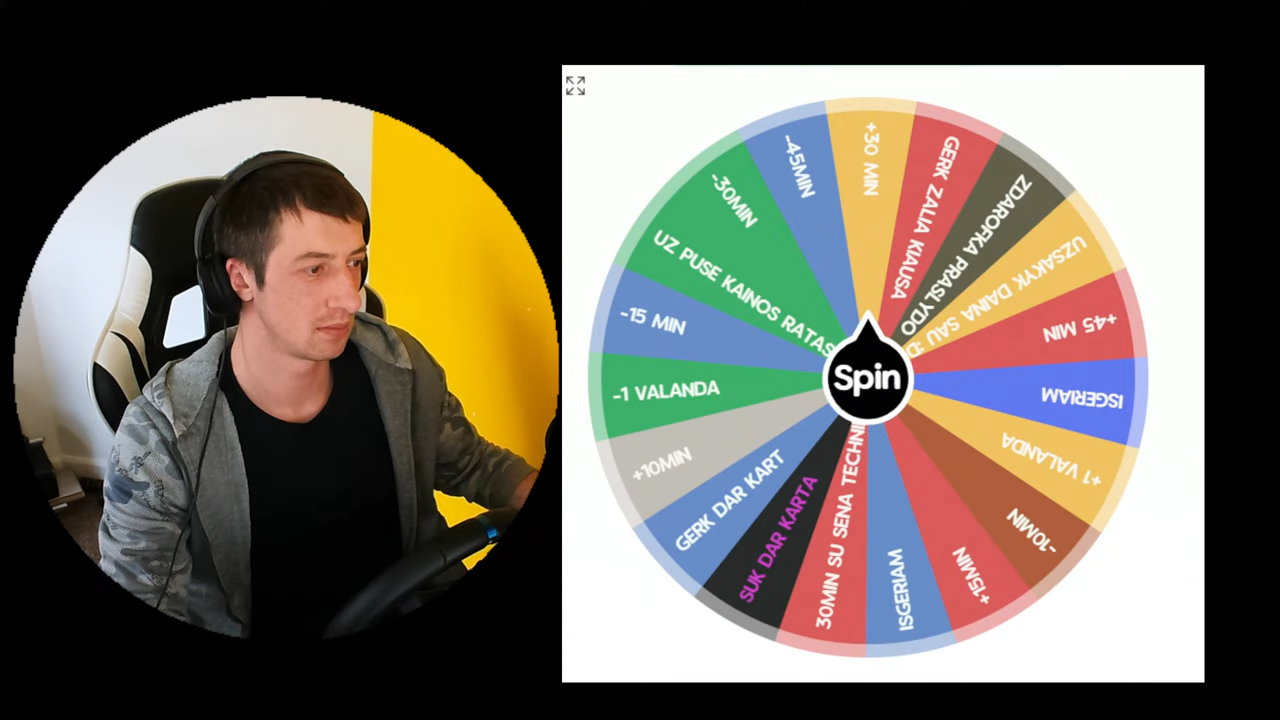 +30 MIN
GERK ZALIA KIAUSA
ZDAROFKA PRASLYDO
UZSAKYK DAINA SAU :D
+45 MIN
ISGERIAM
+1 VALANDA
-10MIN
+15MIN
ISGERIAM
30MIN SU SENA TECHNI
SUK DAR KARTA
GERK DAR KART
+10MIN
-1 VALANDA
-15 MIN
UZ PUSE KAINOS RATAS
-30MIN
-45MIN
Spin